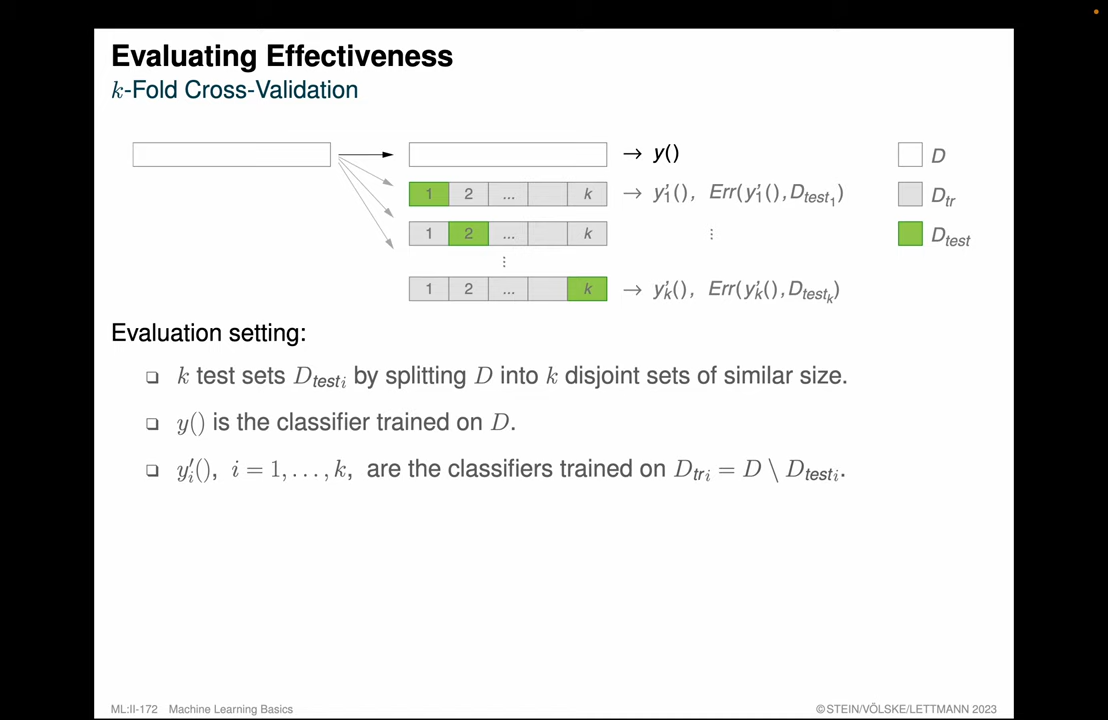 Evaluating Effectiveness
k-Fold Cross-Validation
→ y()
D
1 2 ... k → y′₁(), Err(y′₁(), D_test₁)
D_tr
1 2 ... k ⋮
D_test
⋮
1 2 ... k → y′ₖ(), Err(y′ₖ(), D_testₖ)
Evaluation setting:
❑ k test sets D_testᵢ by splitting D into k disjoint sets of similar size.
❑ y() is the classifier trained on D.
❑ y′ᵢ(), i = 1, . . . , k, are the classifiers trained on D_trᵢ = D \ D_testᵢ.
ML:II-172 Machine Learning Basics
©STEIN/VÖLSKE/LETTMANN 2023